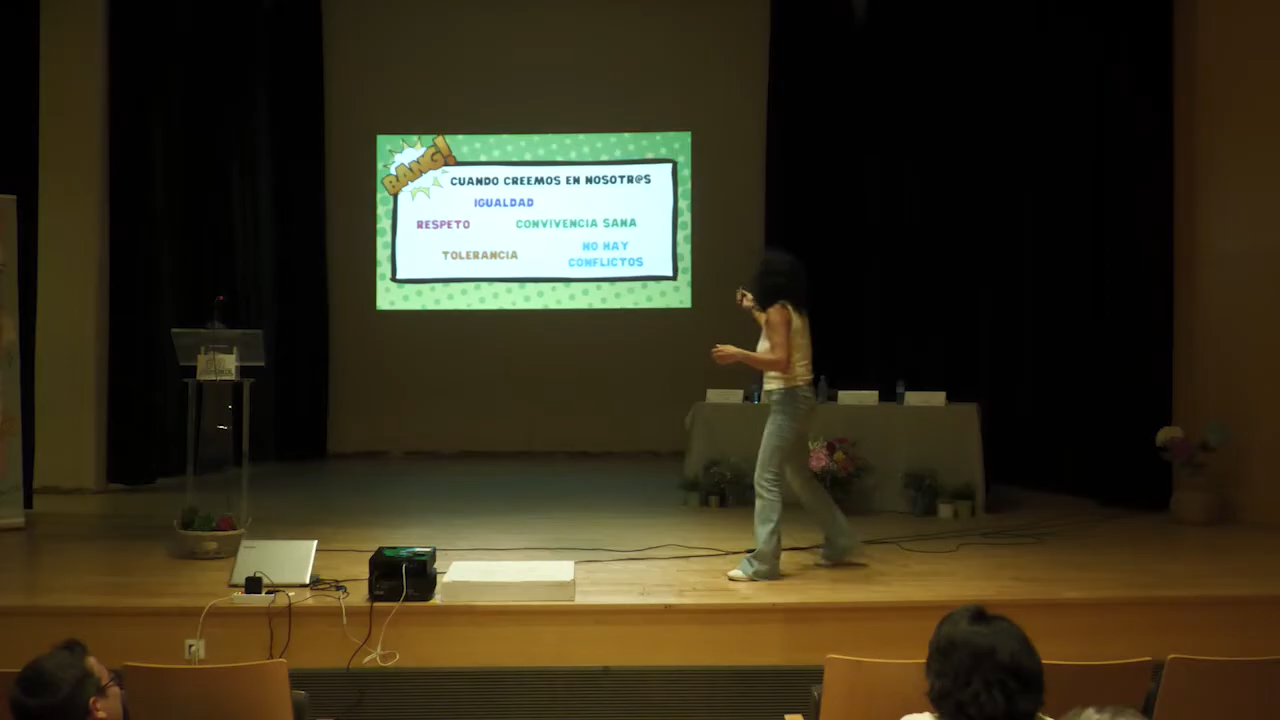 BANG!
CUANDO CREEMOS EN NOSOTR@S
IGUALDAD
RESPETO
CONVIVENCIA SANA
TOLERANCIA
NO HAY
CONFLICTOS